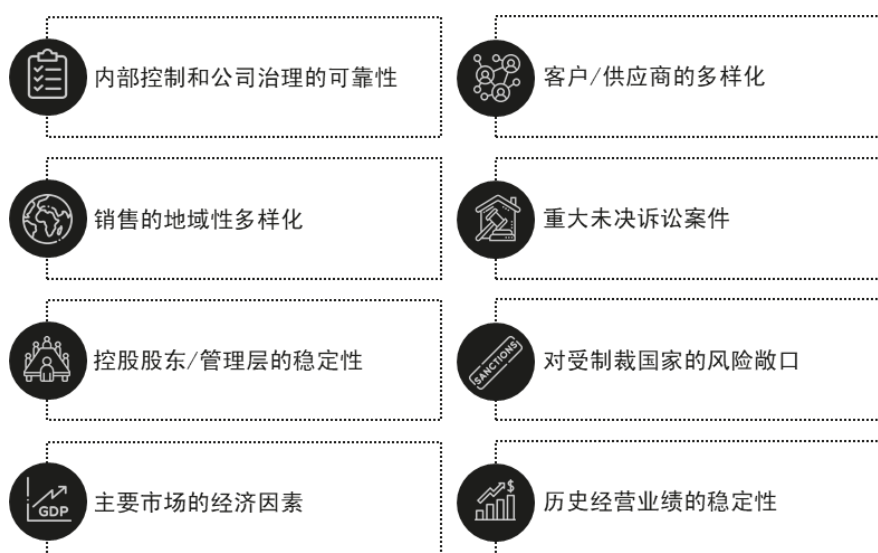 内部控制和公司治理的可靠性
客户/供应商的多样化
销售的地域性多样化
重大未决诉讼案件
控股股东/管理层的稳定性
SANCTIONS
对受制裁国家的风险敞口
GDP
主要市场的经济因素
$
历史经营业绩的稳定性